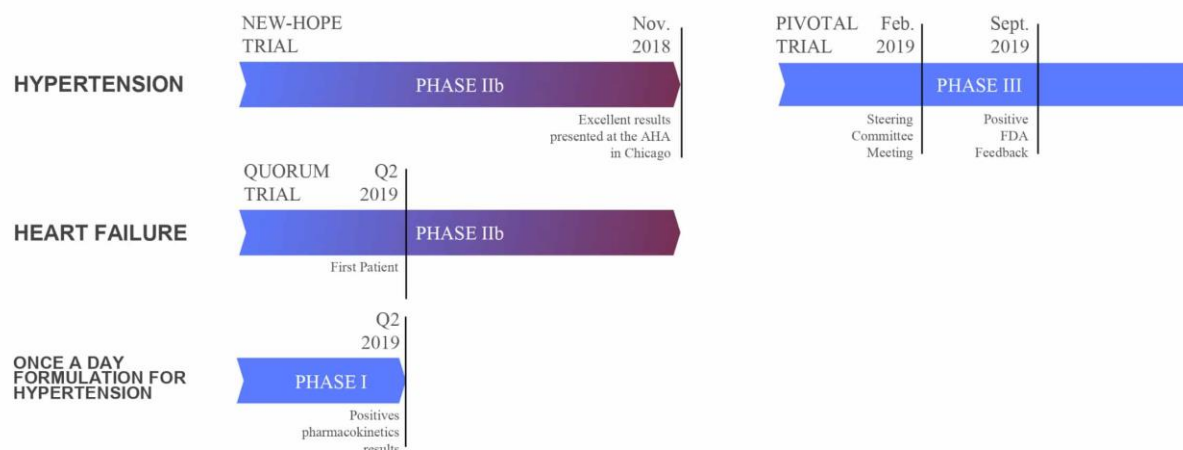 NEW-HOPE
TRIAL
Nov.
2018
PIVOTAL
TRIAL
Feb.
2019
Sept.
2019
HYPERTENSION
PHASE IIb
PHASE III
Excellent results
presented at the AHA
in Chicago
Steering
Committee
Meeting
Positive
FDA
Feedback
QUORUM
TRIAL
Q2
2019
HEART FAILURE
PHASE IIb
First Patient
Q2
2019
ONCE A DAY
FORMULATION FOR
HYPERTENSION
PHASE I
Positives
pharmacokinetics
results